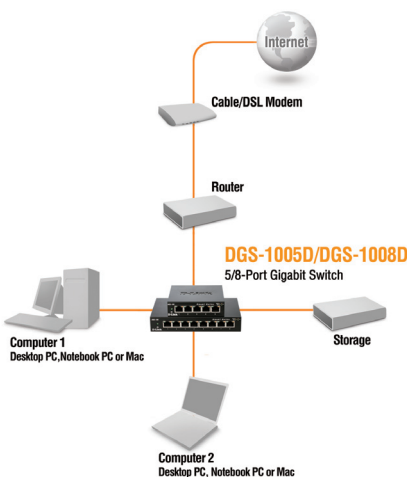 Internet
Cable/DSL Modem
Router
DGS-1005D/DGS-1008D
5/8-Port Gigabit Switch
Computer 1
Desktop PC,Notebook PC or Mac
Storage
Computer 2
Desktop PC, Notebook PC or Mac